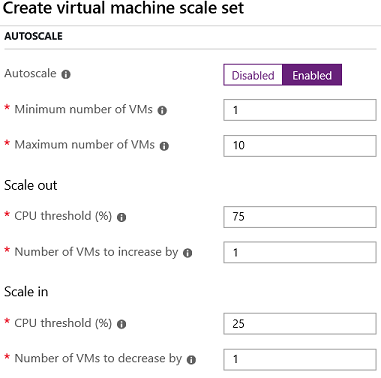 Create virtual machine scale set
AUTOSCALE
Autoscale Disabled Enabled
* Minimum number of VMs 1
* Maximum number of VMs 10
Scale out
* CPU threshold (%) 75
* Number of VMs to increase by 1
Scale in
* CPU threshold (%) 25
* Number of VMs to decrease by 1